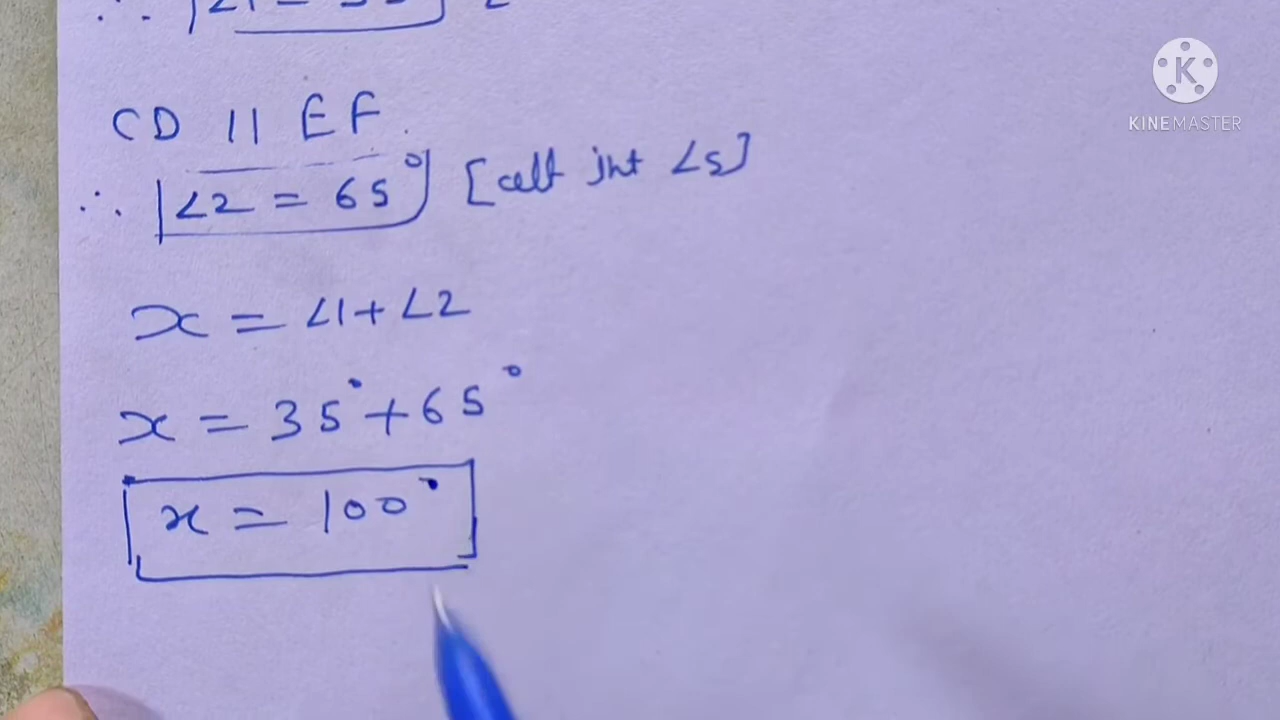 CD || EF
∴ ∠2 = 65° [alt int ∠s]
x = ∠1 + ∠2
x = 35° + 65°
x = 100°
K
KINEMASTER